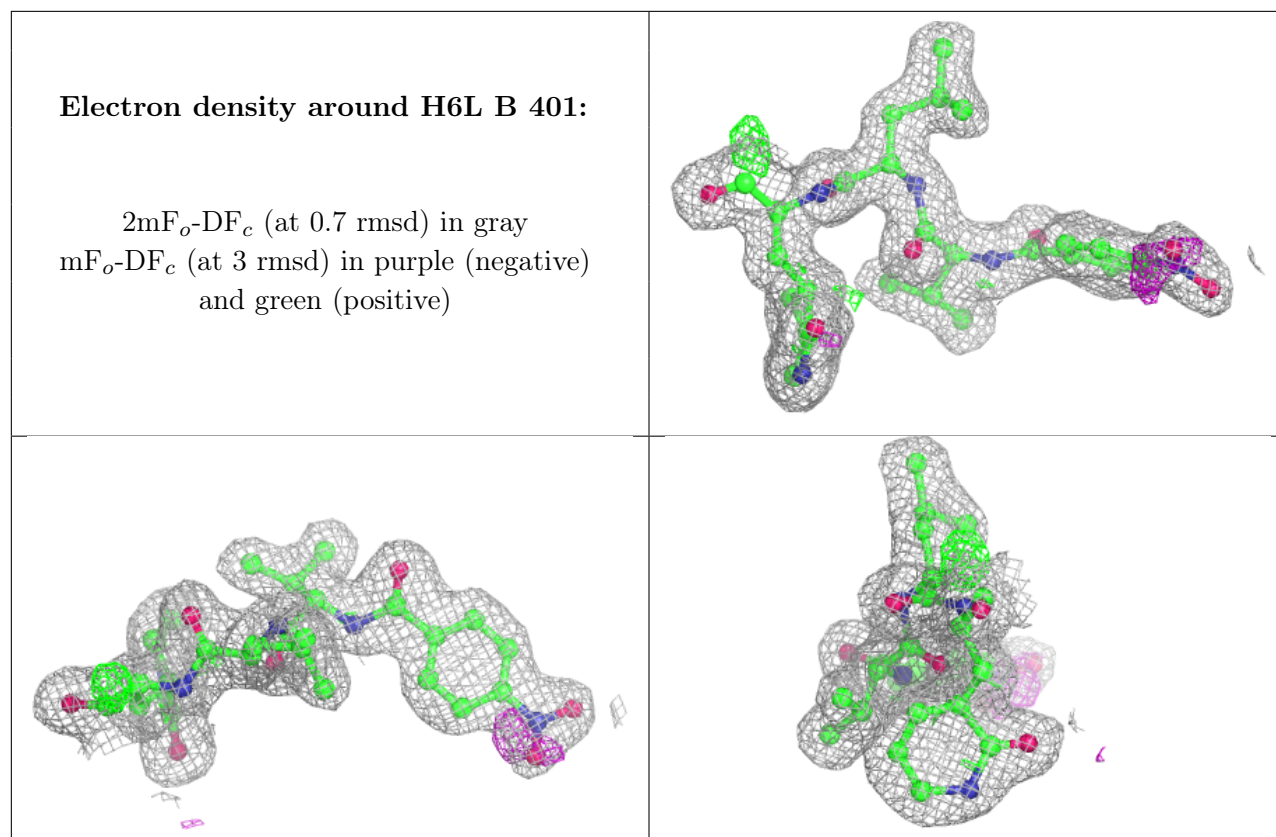 Electron density around H6L B 401:
2mFo-DFc (at 0.7 rmsd) in gray
mFo-DFc (at 3 rmsd) in purple (negative)
and green (positive)